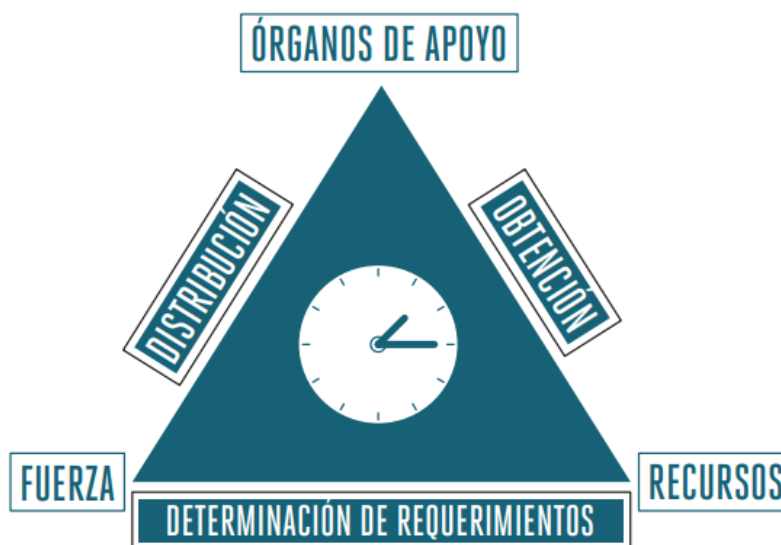 ÓRGANOS DE APOYO
DISTRIBUCIÓN
OBTENCIÓN
FUERZA
RECURSOS
DETERMINACIÓN DE REQUERIMIENTOS